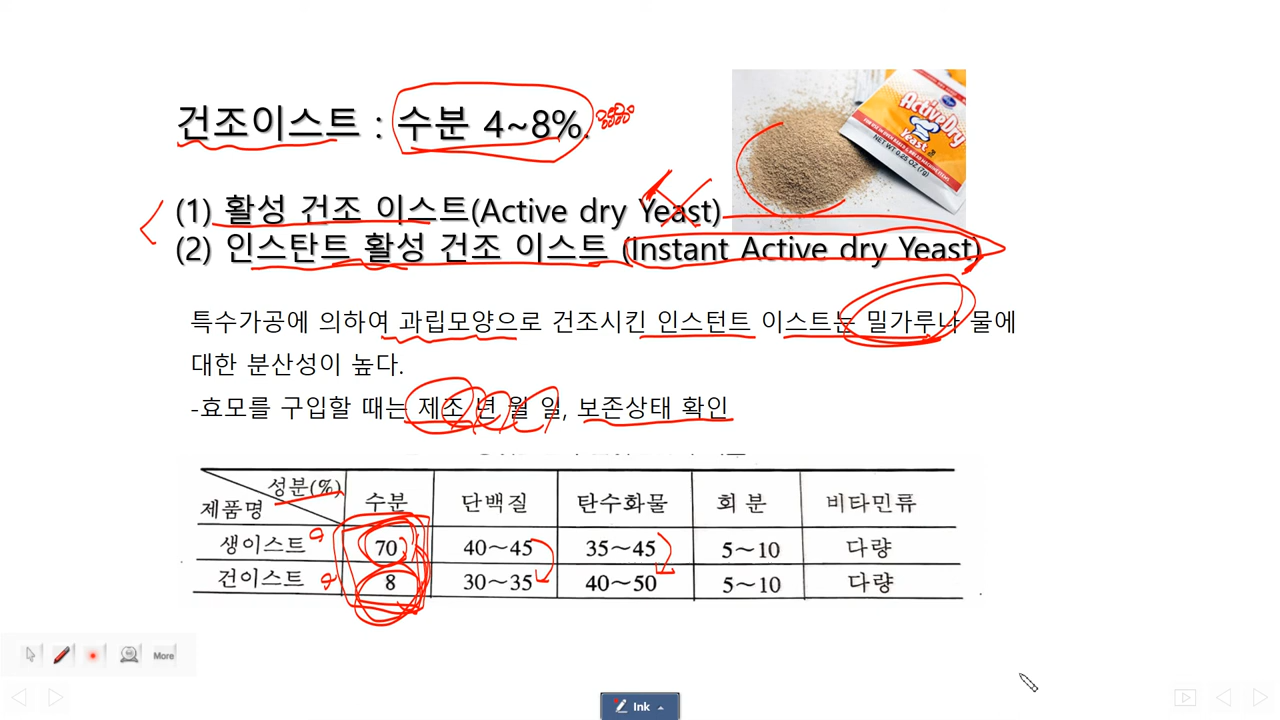 건조이스트 : 수분 4~8%.
ActiveDry
Yeast
NET WT 0.25 OZ (7g)
(1) 활성 건조 이스트(Active dry Yeast)
(2) 인스탄트 활성 건조 이스트 (Instant Active dry Yeast)
특수가공에 의하여 과립모양으로 건조시킨 인스턴트 이스트는 밀가루나 물에
대한 분산성이 높다.
-효모를 구입할 때는 제조 년 월 일, 보존상태 확인
제품명 성분(%) 수분 단백질 탄수화물 회 분 비타민류
생이스트 70 40～45 35～45 5～10 다량
건이스트 8 30～35 40～50 5～10 다량
More
Ink